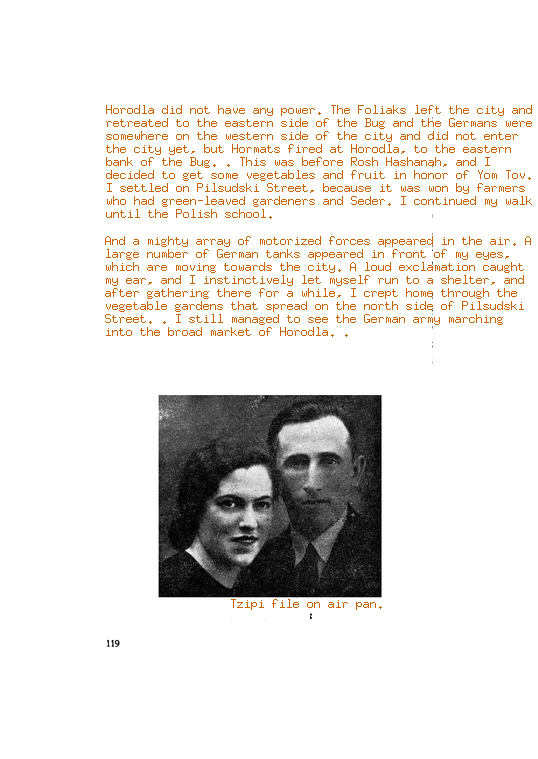 Horodla did not have any power. The Foliaks left the city and
retreated to the eastern side of the Bug and the Germans were
somewhere on the western side of the city and did not enter
the city yet, but Hormats fired at Horodla, to the eastern
bank of the Bug. . This was before Rosh Hashanah, and I
decided to get some vegetables and fruit in honor of Yom Tov.
I settled on Pilsudski Street, because it was won by farmers
who had green-leaved gardeners and Seder. I continued my walk
until the Polish school.
And a mighty array of motorized forces appeared in the air. A
large number of German tanks appeared in front of my eyes,
which are moving towards the city. A loud exclamation caught
my ear, and I instinctively let myself run to a shelter, and
after gathering there for a while, I crept home through the
vegetable gardens that spread on the north side of Pilsudski
Street. . I still managed to see the German army marching
into the broad market of Horodla. .
Tzipi file on air pan.
119